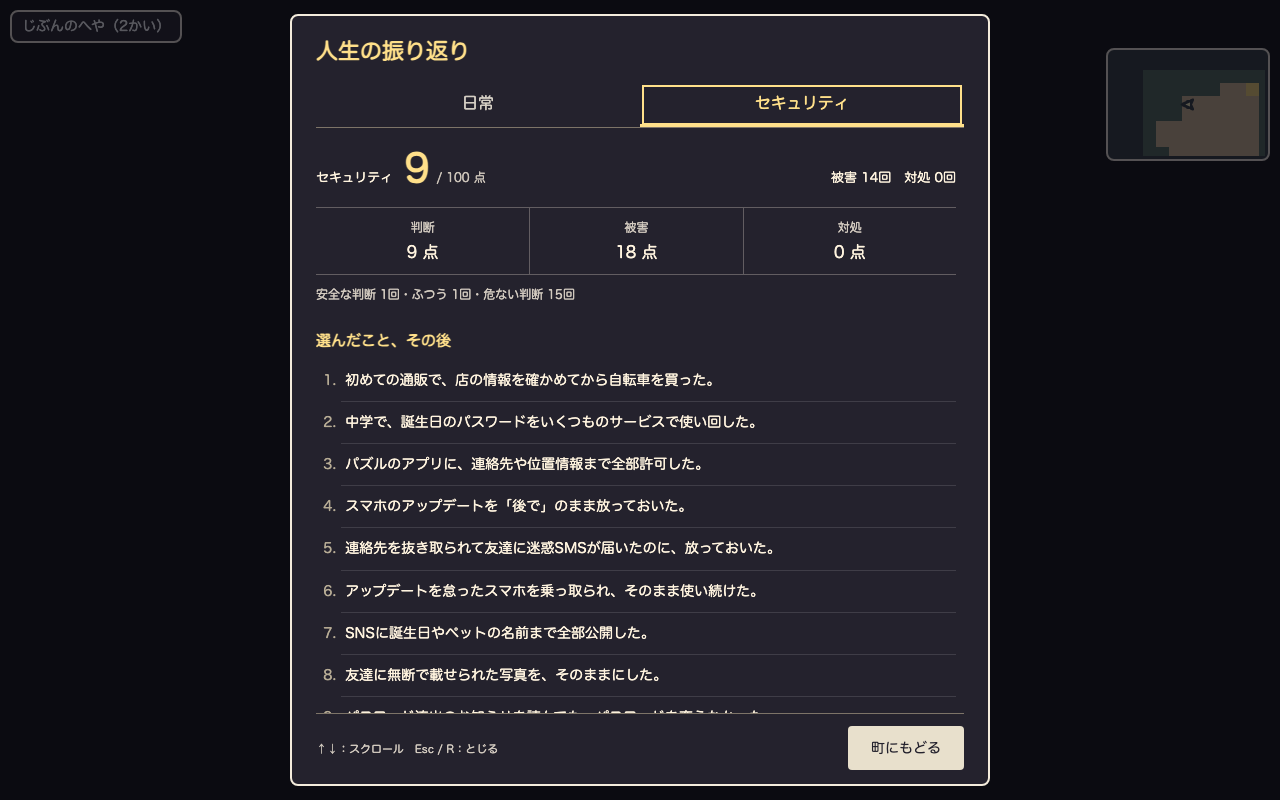 じぶんのへや（2かい）
人生の振り返り
日常
セキュリティ
セキュリティ 9 / 100 点
被害 14回 対処 0回
判断
9 点
被害
18 点
対処
0 点
安全な判断 1回・ふつう 1回・危ない判断 15回
選んだこと、その後
1. 初めての通販で、店の情報を確かめてから自転車を買った。
2. 中学で、誕生日のパスワードをいくつものサービスで使い回した。
3. パズルのアプリに、連絡先や位置情報まで全部許可した。
4. スマホのアップデートを「後で」のまま放っておいた。
5. 連絡先を抜き取られて友達に迷惑SMSが届いたのに、放っておいた。
6. アップデートを怠ったスマホを乗っ取られ、そのまま使い続けた。
7. SNSに誕生日やペットの名前まで全部公開した。
8. 友達に無断で載せられた写真を、そのままにした。
↑↓：スクロール Esc / R：とじる
町にもどる
A